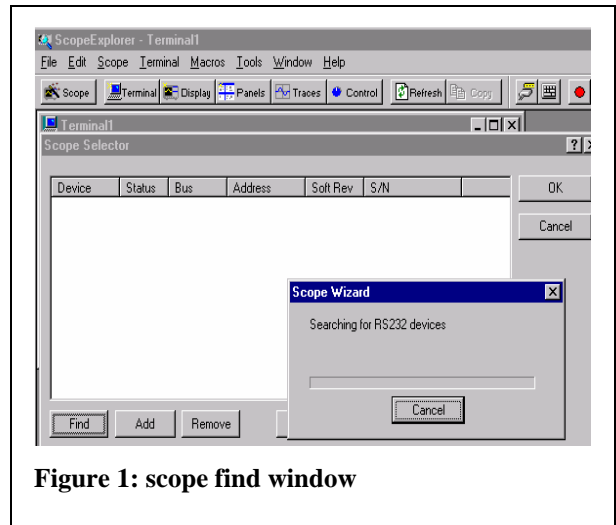 ScopeExplorer - Terminal1
File Edit Scope Terminal Macros Tools Window Help
Scope Terminal Display Panels Traces Control Refresh Copy
Terminal1
Scope Selector
Device Status Bus Address Soft Rev S/N
OK
Cancel
Scope Wizard
Searching for RS232 devices
Cancel
Find Add Remove
Figure 1: scope find window